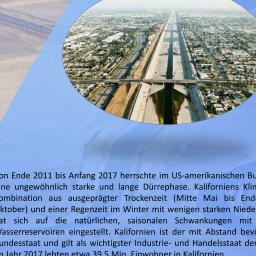 on Ende 2011 bis Anfang 2017 herrschte im US-amerikanischen Bu
ne ungewöhnlich starke und lange Dürrephase. Kaliforniens Klin
ombination aus ausgeprägter Trockenzeit (Mitte Mai bis Ende
ktober) und einer Regenzeit im Winter mit wenigen starken Niede
at sich auf die natürlichen, saisonalen Schwankungen mit
Wasserreservoiren eingestellt. Kalifornien ist der mit Abstand bevö
undesstaat und gilt als wichtigster Industrie- und Handelsstaat der
n Jahr 2017 lebten etwa 39,5 Mio. Einwohner in Kalifornien